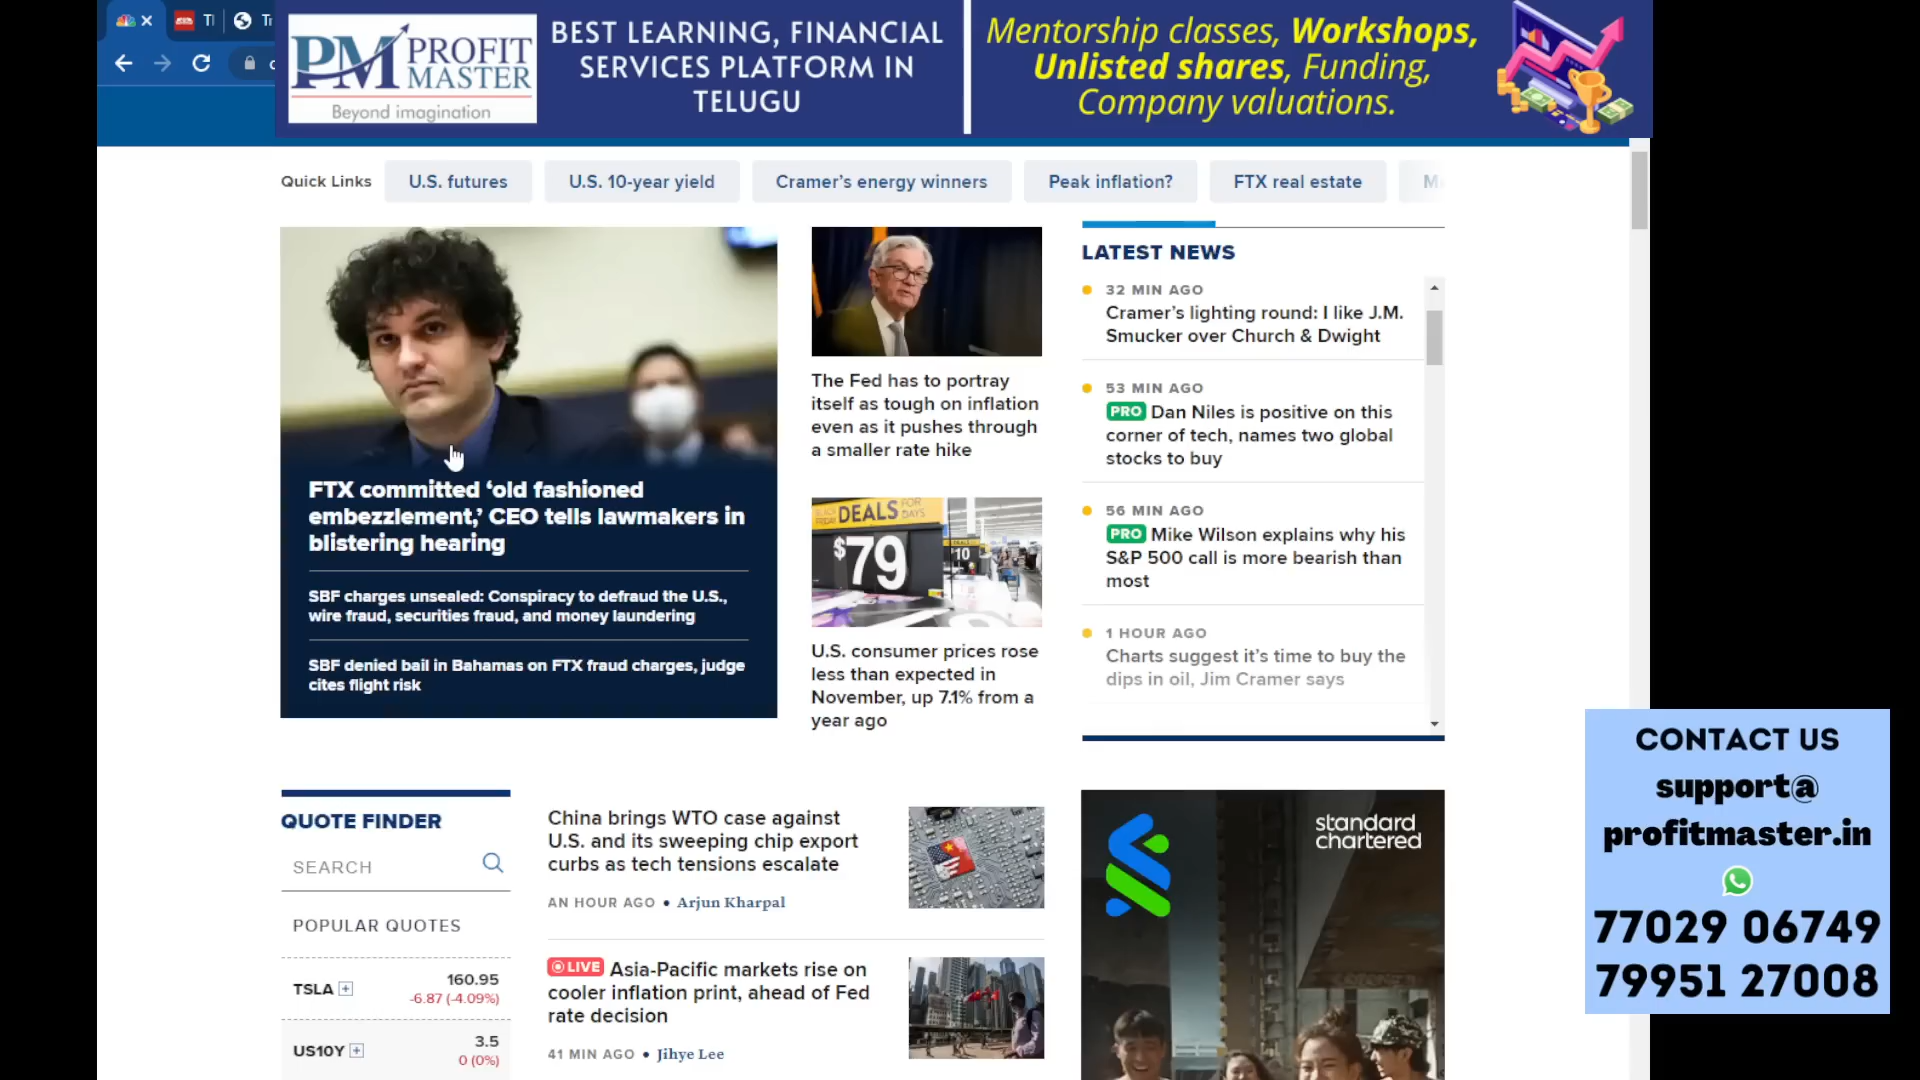 TI
Tr
c
PM PROFIT
MASTER
Beyond imagination
BEST LEARNING, FINANCIAL
SERVICES PLATFORM IN
TELUGU
Mentorship classes, Workshops,
Unlisted shares, Funding,
Company valuations.
Quick Links
U.S. futures
U.S. 10-year yield
Cramer’s energy winners
Peak inflation?
FTX real estate
FTX committed ‘old fashioned
embezzlement,’ CEO tells lawmakers in
blistering hearing
SBF charges unsealed: Conspiracy to defraud the U.S.,
wire fraud, securities fraud, and money laundering
SBF denied bail in Bahamas on FTX fraud charges, judge
cites flight risk
The Fed has to portray
itself as tough on inflation
even as it pushes through
a smaller rate hike
BLACK FRIDAY DEALS FOR DAYS
$79
$10
U.S. consumer prices rose
less than expected in
November, up 7.1% from a
year ago
LATEST NEWS
32 MIN AGO
Cramer’s lighting round: I like J.M.
Smucker over Church & Dwight
53 MIN AGO
PRO Dan Niles is positive on this
corner of tech, names two global
stocks to buy
56 MIN AGO
PRO Mike Wilson explains why his
S&P 500 call is more bearish than
most
1 HOUR AGO
Charts suggest it’s time to buy the
dips in oil, Jim Cramer says
QUOTE FINDER
SEARCH
POPULAR QUOTES
TSLA
160.95
-6.87 (-4.09%)
US10Y
3.5
0 (0%)
China brings WTO case against
U.S. and its sweeping chip export
curbs as tech tensions escalate
AN HOUR AGO • Arjun Kharpal
LIVE Asia-Pacific markets rise on
cooler inflation print, ahead of Fed
rate decision
41 MIN AGO • Jihye Lee
standard
chartered
CONTACT US
support@
profitmaster.in
77029 06749
79951 27008